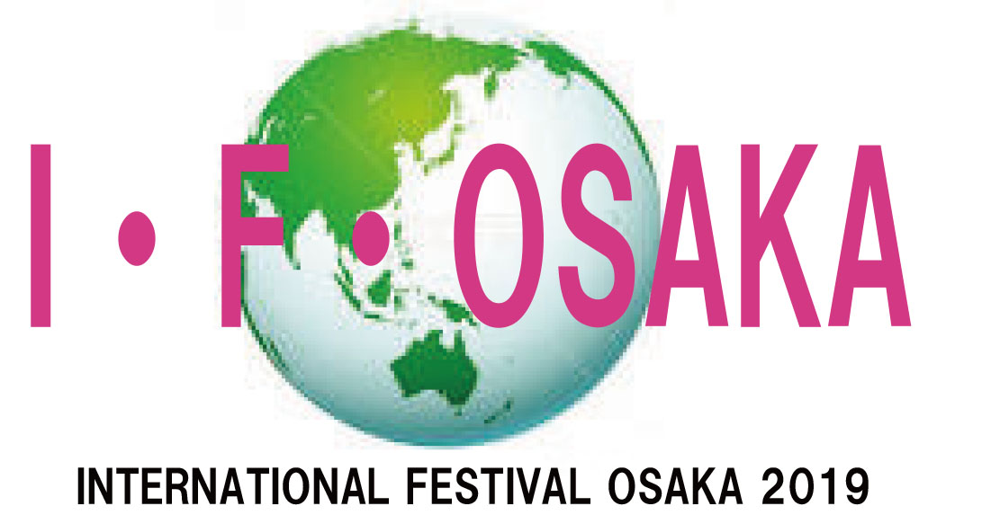 I・F・OSAKA
INTERNATIONAL FESTIVAL OSAKA 2019